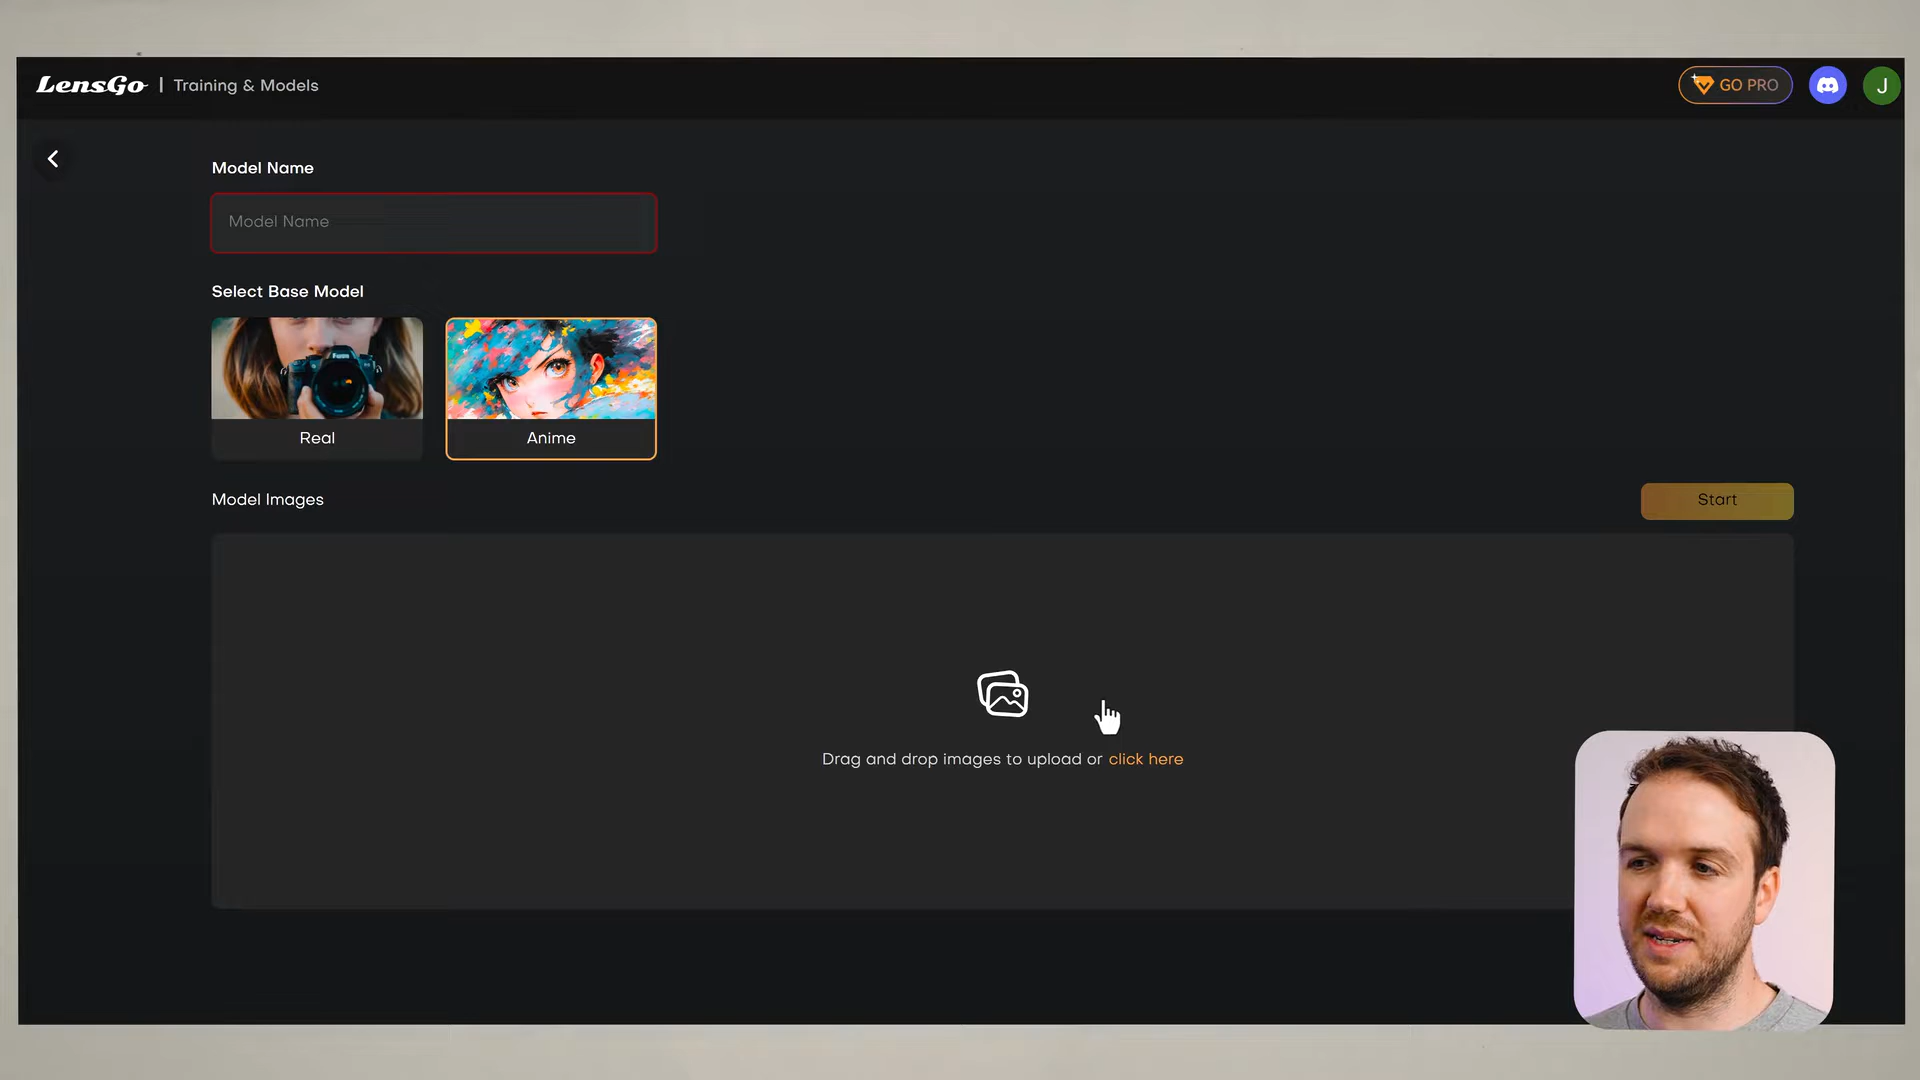 LensGo | Training & Models
GO PRO
J
Model Name
Model Name
Select Base Model
Real
Anime
Model Images
Start
Drag and drop images to upload or click here